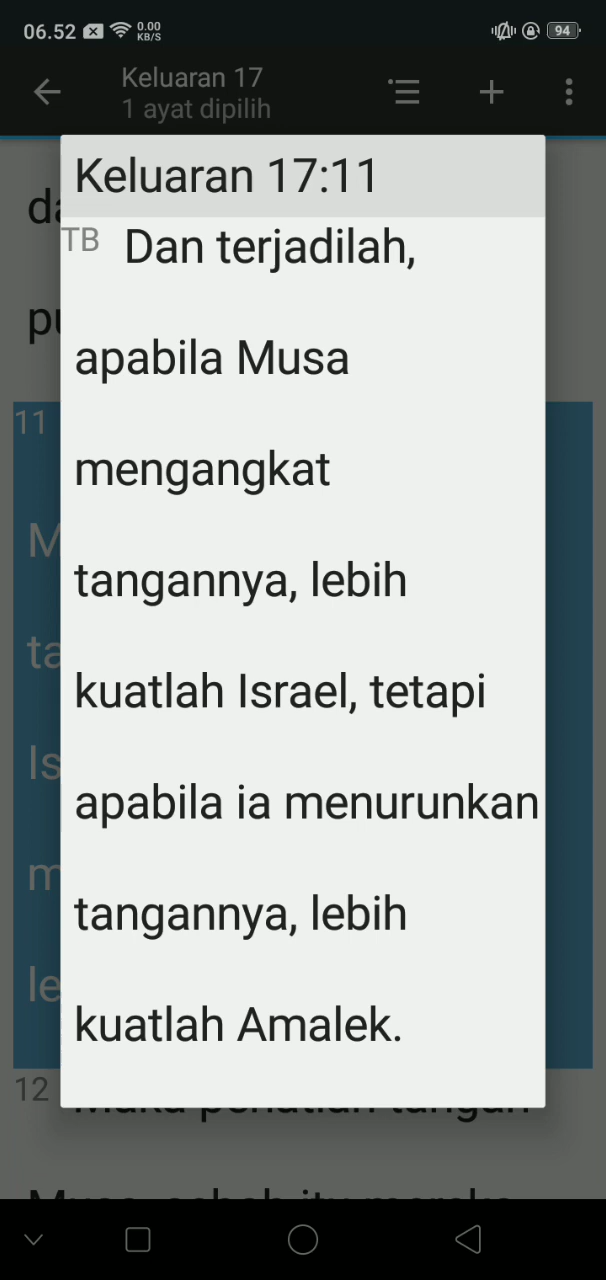 06.52
0.00
KB/S
94
Keluaran 17
1 ayat dipilih
Keluaran 17:11
TB Dan terjadilah,
apabila Musa
mengangkat
tangannya, lebih
kuatlah Israel, tetapi
apabila ia menurunkan
tangannya, lebih
kuatlah Amalek.
11
12